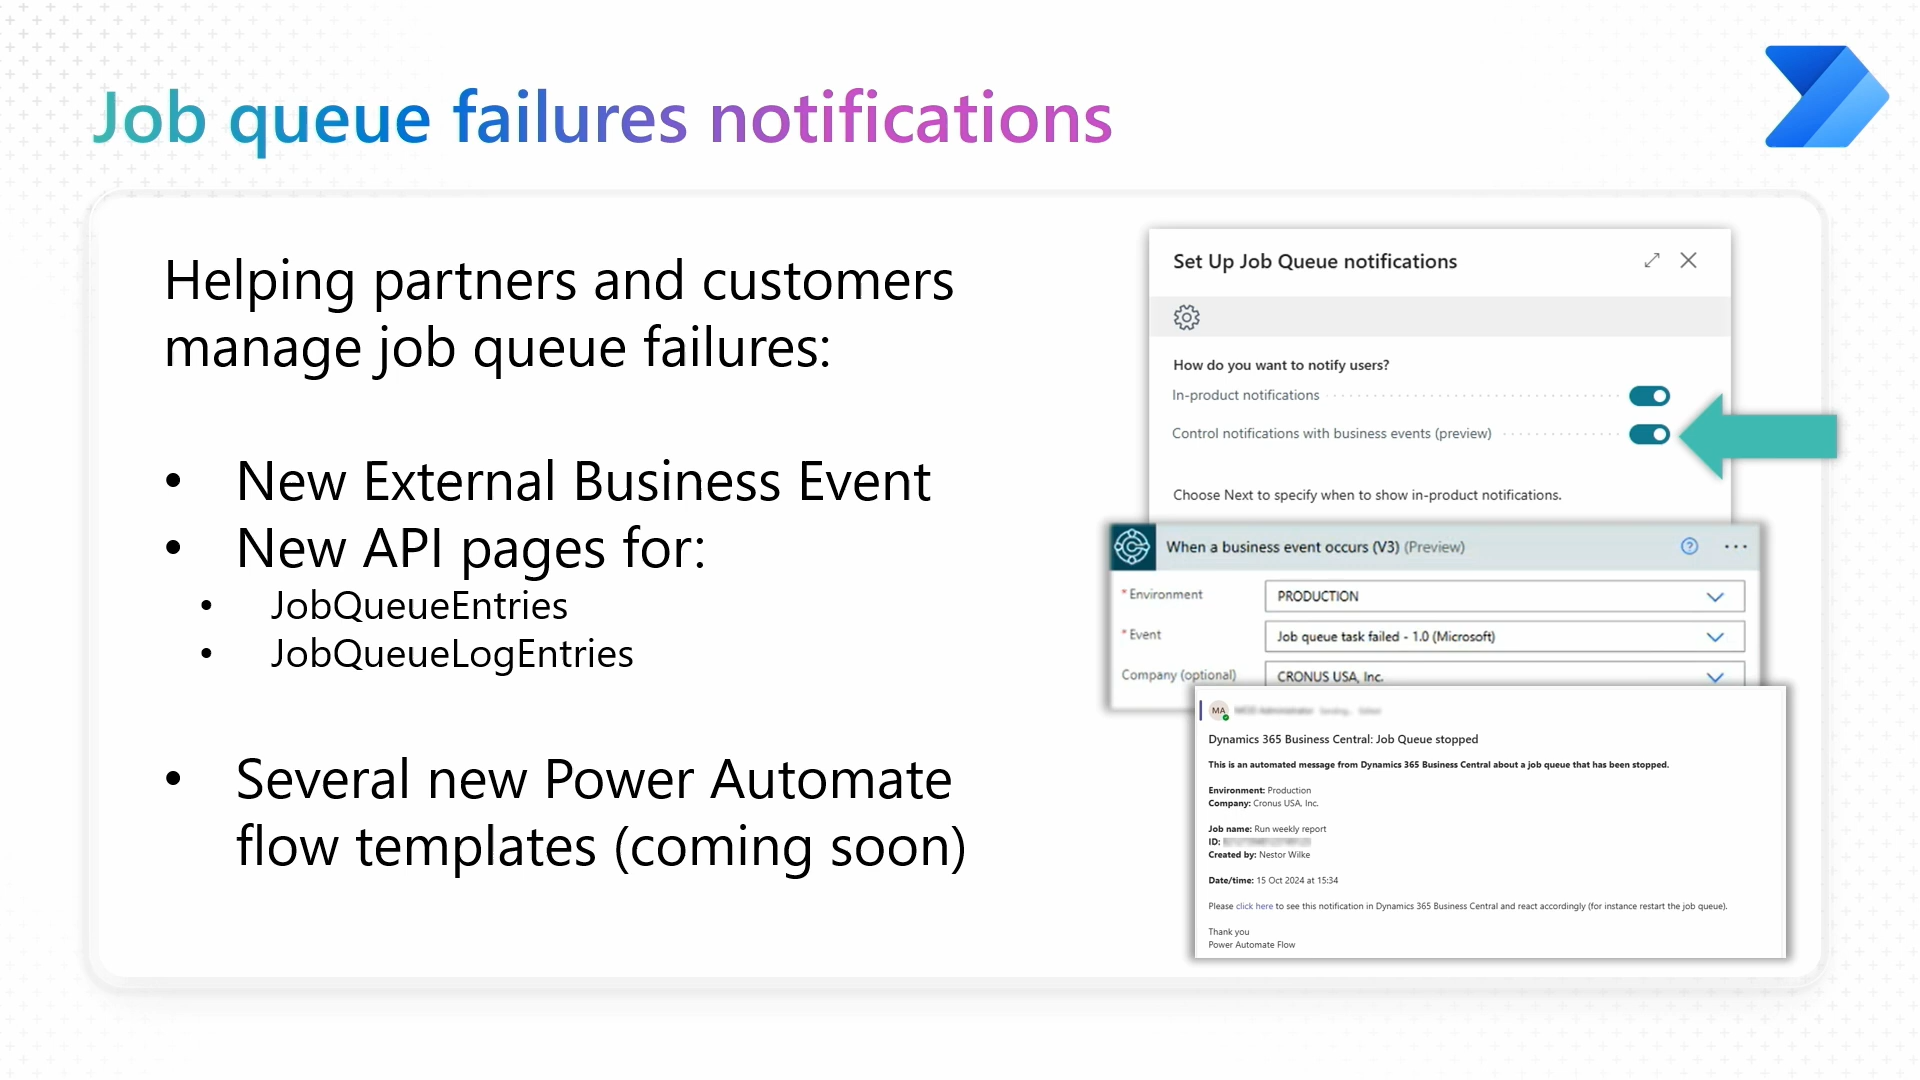 Job queue failures notifications
Helping partners and customers
manage job queue failures:
• New External Business Event
• New API pages for:
• JobQueueEntries
• JobQueueLogEntries
• Several new Power Automate
flow templates (coming soon)
Set Up Job Queue notifications
How do you want to notify users?
In-product notifications
Control notifications with business events (preview)
Choose Next to specify when to show in-product notifications.
When a business event occurs (V3) (Preview)
* Environment PRODUCTION
* Event Job queue task failed - 1.0 (Microsoft)
Company (optional) CRONUS USA, Inc.
MA
Dynamics 365 Business Central: Job Queue stopped
This is an automated message from Dynamics 365 Business Central about a job queue that has been stopped.
Environment: Production
Company: Cronus USA, Inc.
Job name: Run weekly report
ID:
Created by: Nestor Wilke
Date/time: 15 Oct 2024 at 15:34
Please click here to see this notification in Dynamics 365 Business Central and react accordingly (for instance restart the job queue).
Thank you
Power Automate Flow